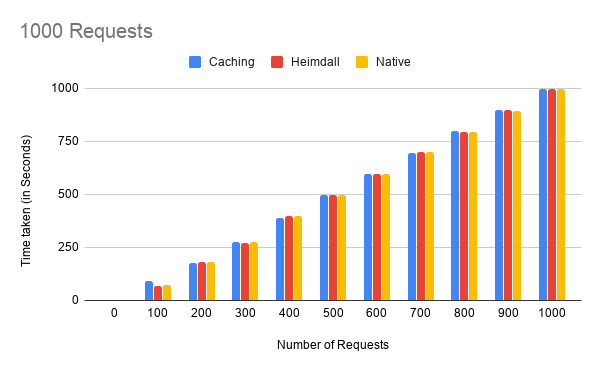 1000 Requests
Caching Heimdall Native
1000
750
500
250
0
Time taken (in Seconds)
0 100 200 300 400 500 600 700 800 900 1000
Number of Requests